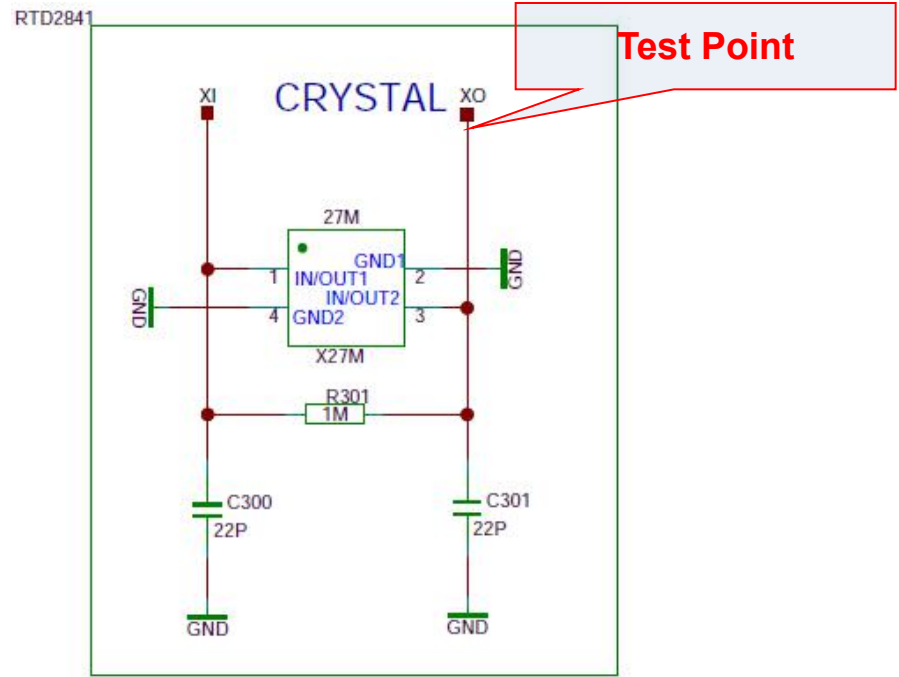 RTD2841
Test Point
XI
CRYSTAL
XO
27M
1
IN/OUT1
GND1
2
GND
GND
4
GND2
IN/OUT2
3
X27M
R301
1M
C300
22P
C301
22P
GND
GND